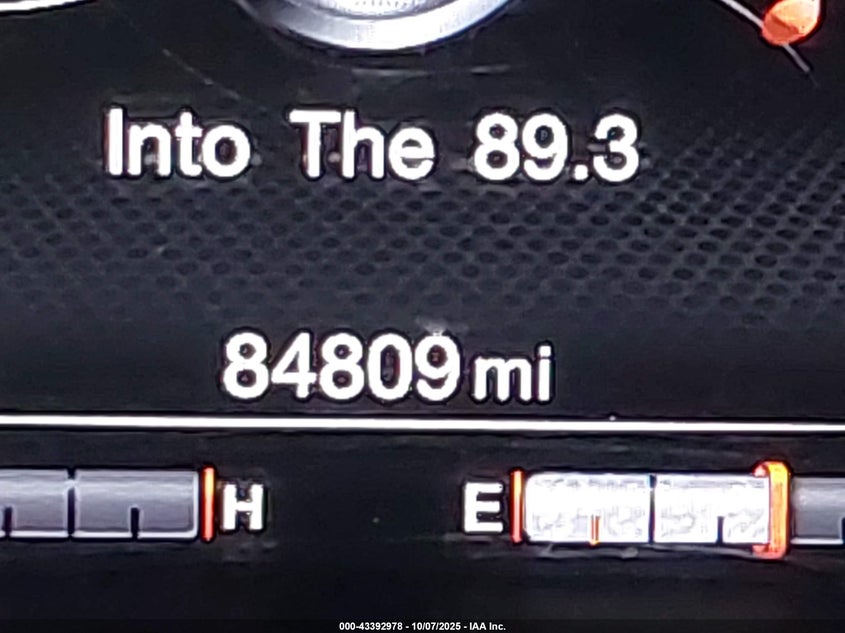 Into The 89.3
84809 mi
H E
000-43392978 - 10/07/2025 - IAA Inc.